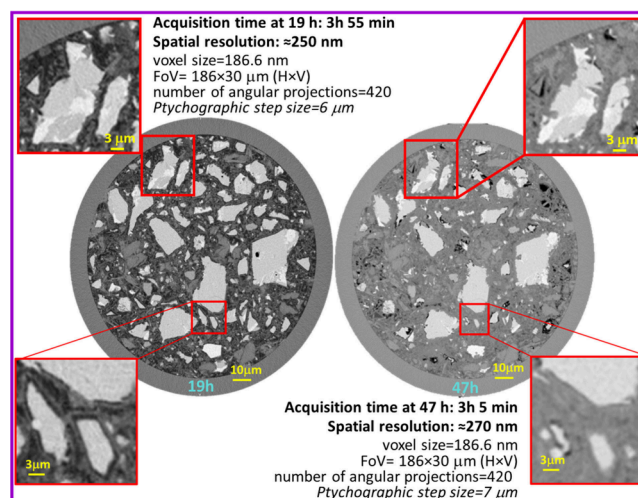 Acquisition time at 19 h: 3h 55 min
Spatial resolution: ≈250 nm
voxel size=186.6 nm
FoV= 186×30 μm (H×V)
number of angular projections=420
Ptychographic step size=6 μm
3 μm
3 μm
10μm
10μm
19h
47h
3μm
3μm
Acquisition time at 47 h: 3h 5 min
Spatial resolution: ≈270 nm
voxel size=186.6 nm
FoV= 186×30 μm (H×V)
number of angular projections=420
Ptychographic step size=7 μm